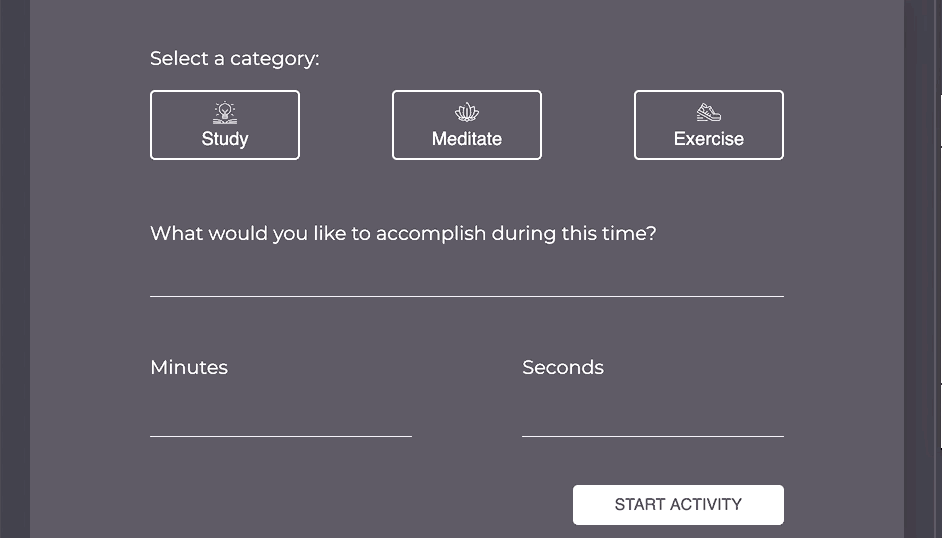 Select a category:
Study
Meditate
Exercise
What would you like to accomplish during this time?
Minutes
Seconds
START ACTIVITY